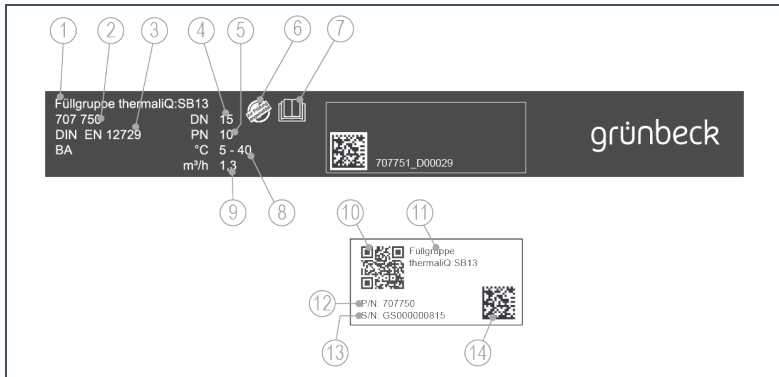 1 2 3 4 5 6 7
Füllgruppe thermaliQ:SB13
707 750 DN 15
DIN EN 12729 PN 10
BA °C 5 - 40
m³/h 1,3
707751_D00029
grünbeck
9 8
10 11
Füllgruppe
thermaliQ:SB13
12 P/N: 707750
S/N: GS000000815
13 14